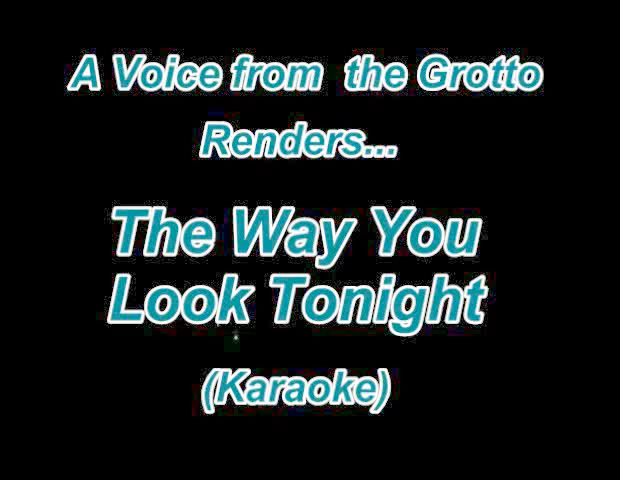 A Voice from the Grotto
Renders...
The Way You
Look Tonight
(Karaoke)